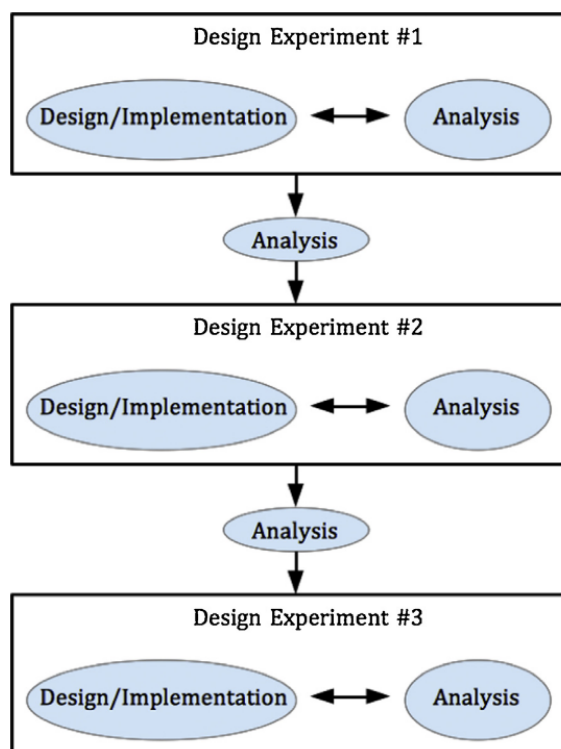 Design Experiment #1
Design/Implementation
Analysis
Analysis
Design Experiment #2
Design/Implementation
Analysis
Analysis
Design Experiment #3
Design/Implementation
Analysis